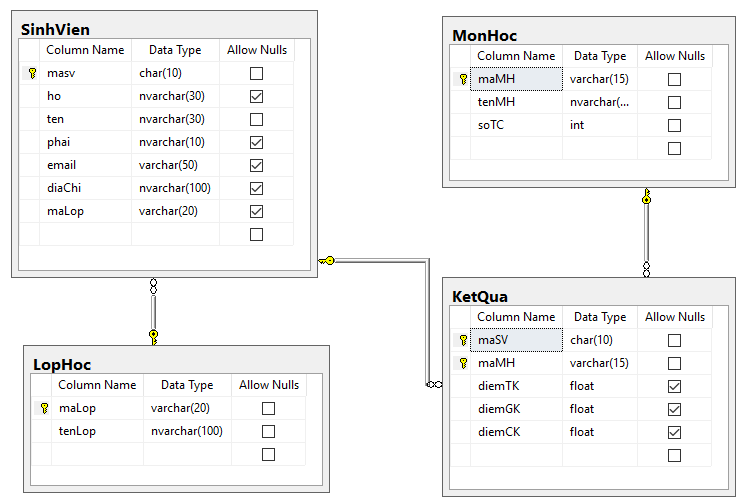 SinhVien
Column Name Data Type Allow Nulls
masv char(10)
ho nvarchar(30)
ten nvarchar(30)
phai nvarchar(10)
email varchar(50)
diaChi nvarchar(100)
maLop varchar(20)
MonHoc
Column Name Data Type Allow Nulls
maMH varchar(15)
tenMH nvarchar(...
soTC int
LopHoc
Column Name Data Type Allow Nulls
maLop varchar(20)
tenLop nvarchar(100)
KetQua
Column Name Data Type Allow Nulls
maSV char(10)
maMH varchar(15)
diemTK float
diemGK float
diemCK float